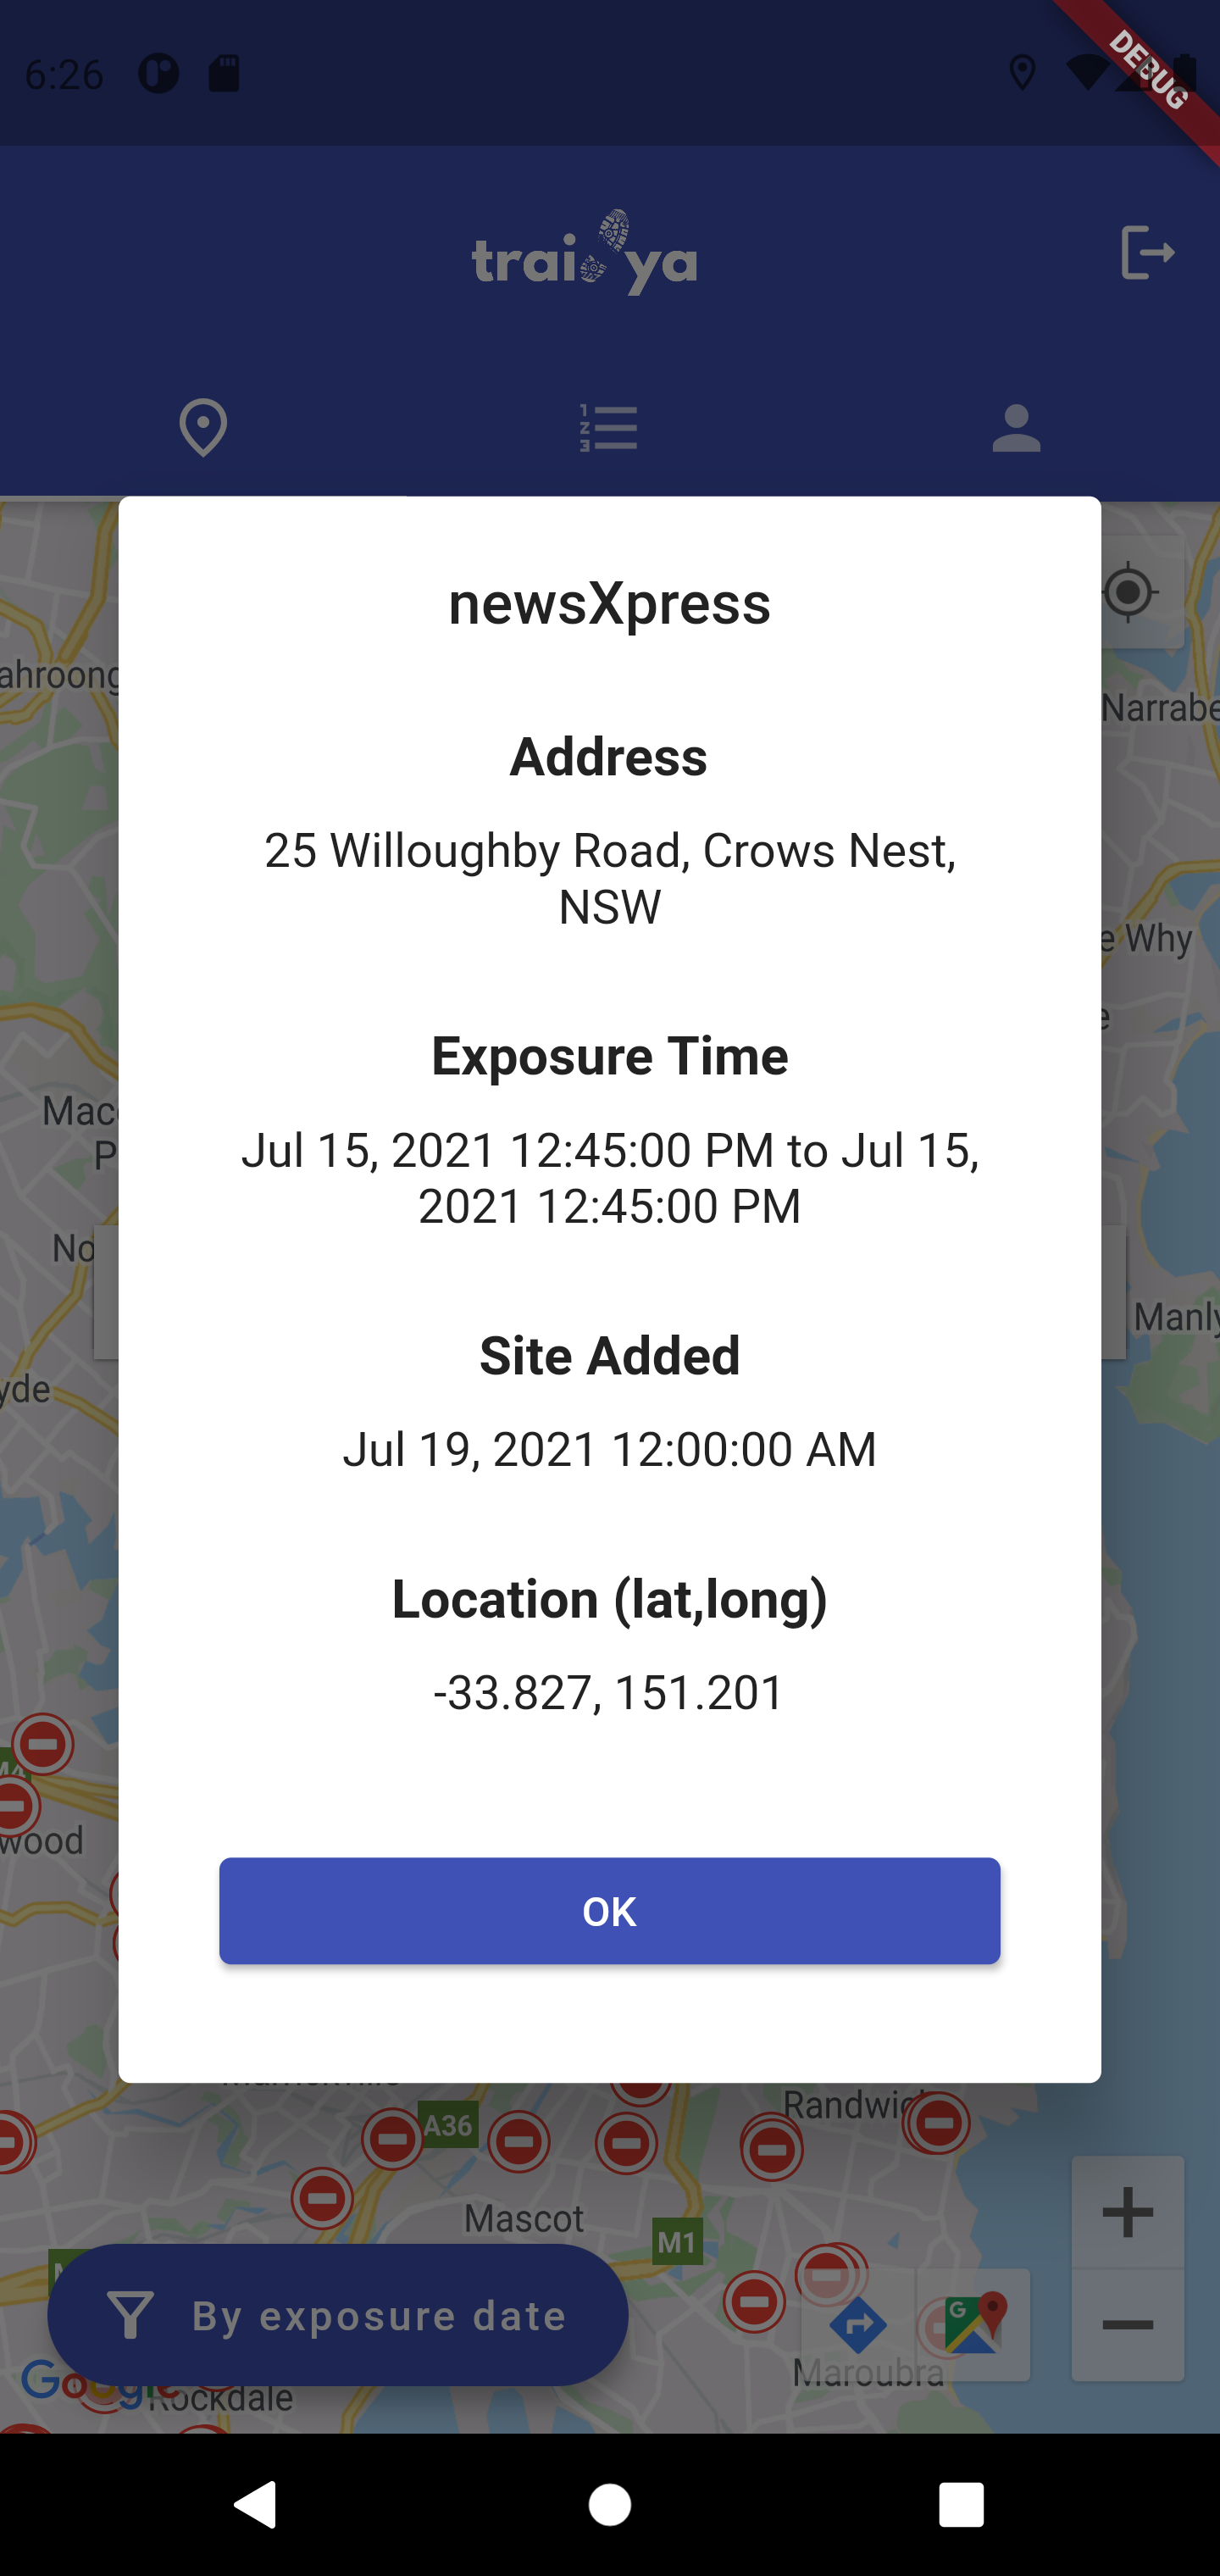 6:26
DEBUG
trai ya
newsXpress
ahroong
Narrabe
Address
25 Willoughby Road, Crows Nest,
NSW
e Why
e
Exposure Time
Mac
P
Jul 15, 2021 12:45:00 PM to Jul 15,
2021 12:45:00 PM
No
Manly
Site Added
yde
Jul 19, 2021 12:00:00 AM
Location (lat,long)
-33.827, 151.201
M4
wood
OK
Randwic
A36
Mascot
M1
By exposure date
G
Maroubra
Google
Rockdale